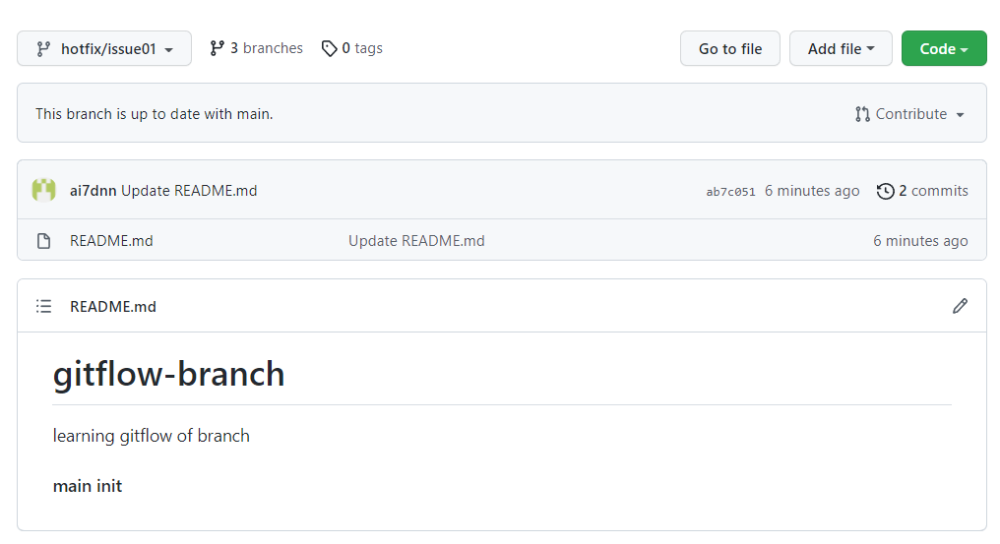 hotfix/issue01 3 branches 0 tags Go to file Add file Code
This branch is up to date with main. Contribute
ai7dnn Update README.md ab7c051 6 minutes ago 2 commits
README.md Update README.md 6 minutes ago
README.md
gitflow-branch
learning gitflow of branch
main init